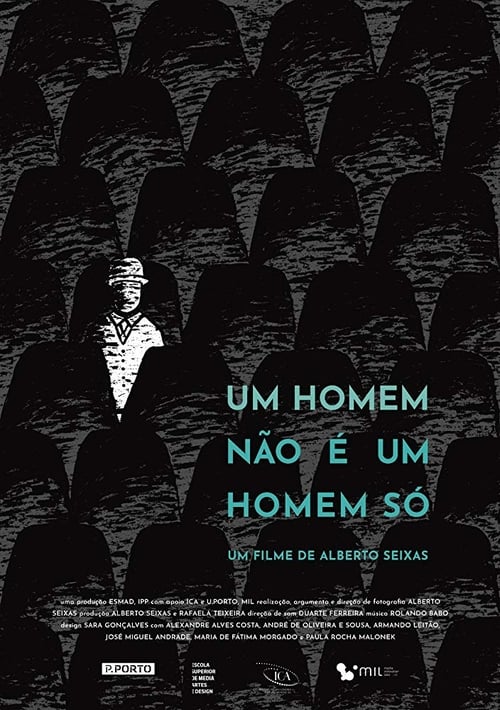 UM HOMEM
NÃO É UM
HOMEM SÓ
UM FILME DE ALBERTO SEIXAS
uma produção ESMAD, IPP com apoio ICA e U.PORTO, MIL realização, argumento e direção de fotografia ALBERTO
SEIXAS produção ALBERTO SEIXAS e RAFAELA TEIXEIRA direção de som DUARTE FERREIRA música ROLANDO BABO
design SARA GONÇALVES com ALEXANDRE ALVES COSTA, ANDRÉ DE OLIVEIRA E SOUSA, ARMANDO LEITÃO,
JOSÉ MIGUEL ANDRADE, MARIA DE FÁTIMA MORGADO e PAULA ROCHA MALONEK
P.PORTO
ESCOLA
SUPERIOR
DE MEDIA
ARTES
E DESIGN
ICA
MIL